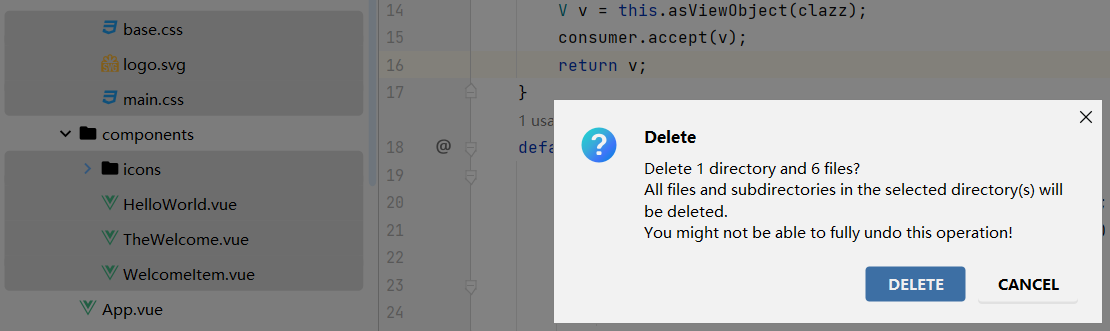 base.css
logo.svg
main.css
components
icons
HelloWorld.vue
TheWelcome.vue
WelcomeItem.vue
App.vue
14 V v = this.asViewObject(clazz);
15 consumer.accept(v);
16 return v;
17 }
1 usa
18 @ defa
19
20
21
22
23
24
Delete
Delete 1 directory and 6 files?
All files and subdirectories in the selected directory(s) will
be deleted.
You might not be able to fully undo this operation!
DELETE CANCEL